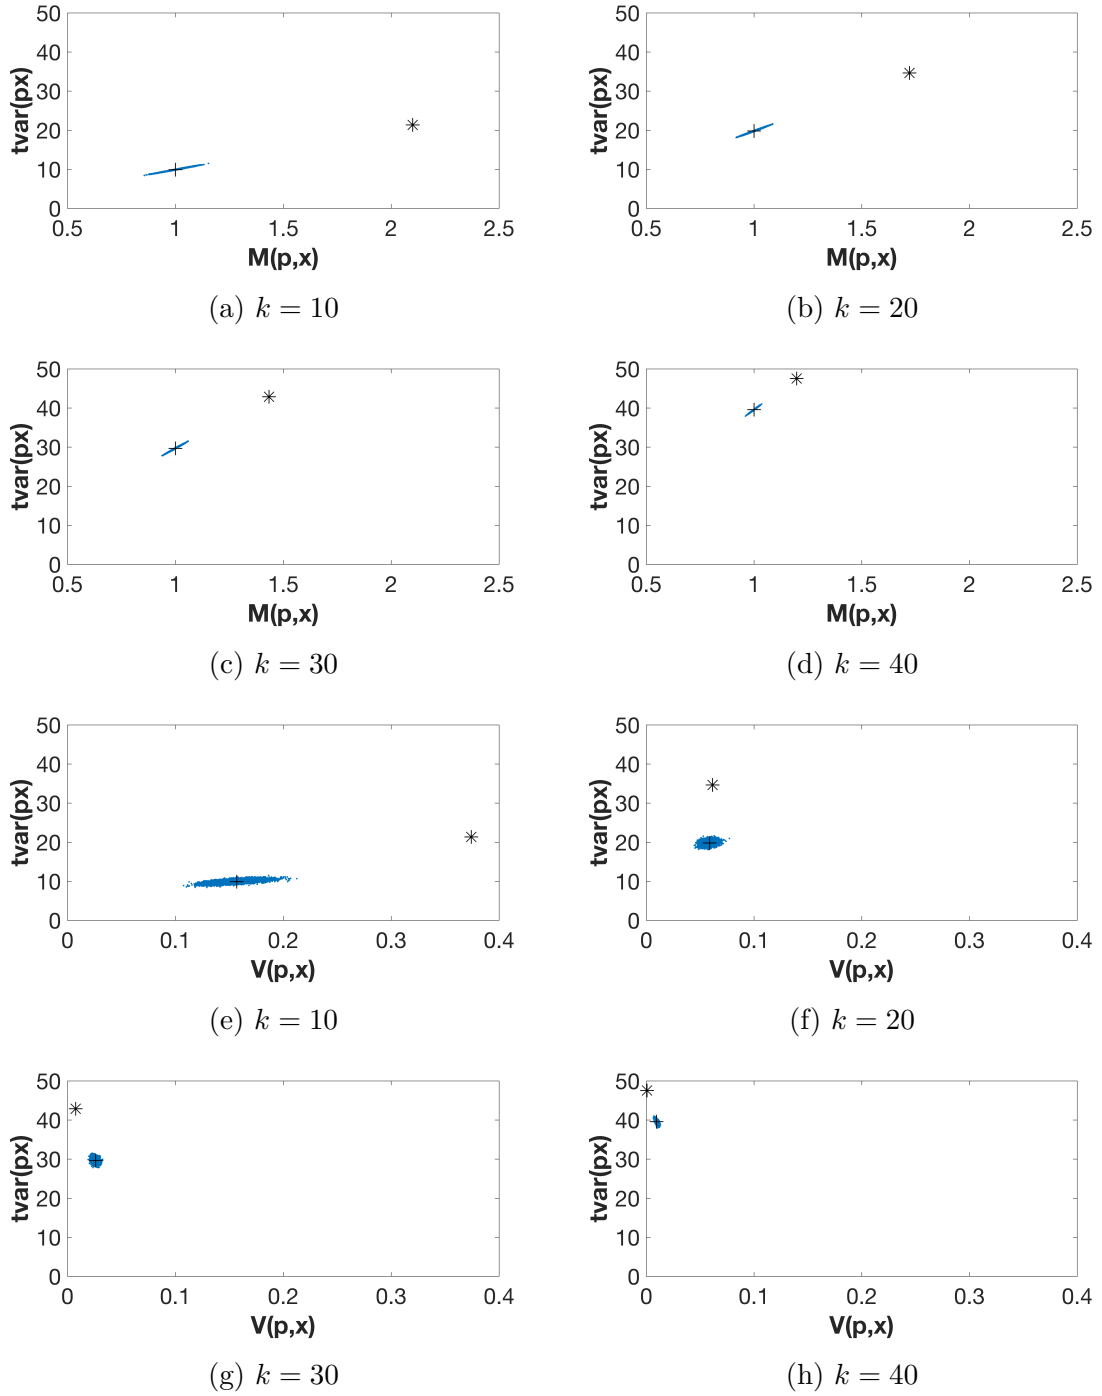 50
40
30
20
10
0
tvar(px)
0.5 1 1.5 2 2.5
M(p,x)
(a) k = 10
50
40
30
20
10
0
tvar(px)
0.5 1 1.5 2 2.5
M(p,x)
(b) k = 20
50
40
30
20
10
0
tvar(px)
0.5 1 1.5 2 2.5
M(p,x)
(c) k = 30
50
40
30
20
10
0
tvar(px)
0.5 1 1.5 2 2.5
M(p,x)
(d) k = 40
50
40
30
20
10
0
tvar(px)
0 0.1 0.2 0.3 0.4
V(p,x)
(e) k = 10
50
40
30
20
10
0
tvar(px)
0 0.1 0.2 0.3 0.4
V(p,x)
(f) k = 20
50
40
30
20
10
0
tvar(px)
0 0.1 0.2 0.3 0.4
V(p,x)
(g) k = 30
50
40
30
20
10
0
tvar(px)
0 0.1 0.2 0.3 0.4
V(p,x)
(h) k = 40